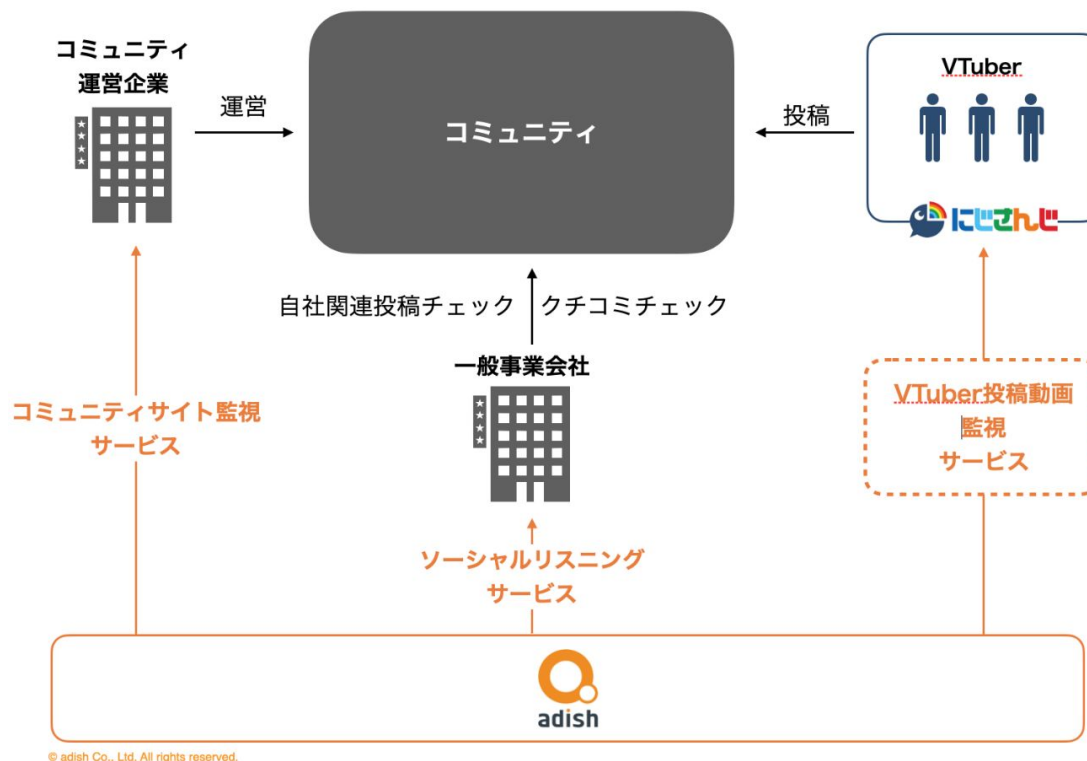 コミュニティ
運営企業
運営
コミュニティ
投稿
VTuber
にじさんじ
自社関連投稿チェック
クチコミチェック
一般事業会社
コミュニティサイト監視
サービス
ソーシャルリスニング
サービス
VTuber投稿動画
監視
サービス
adish
© adish Co., Ltd. All rights reserved.